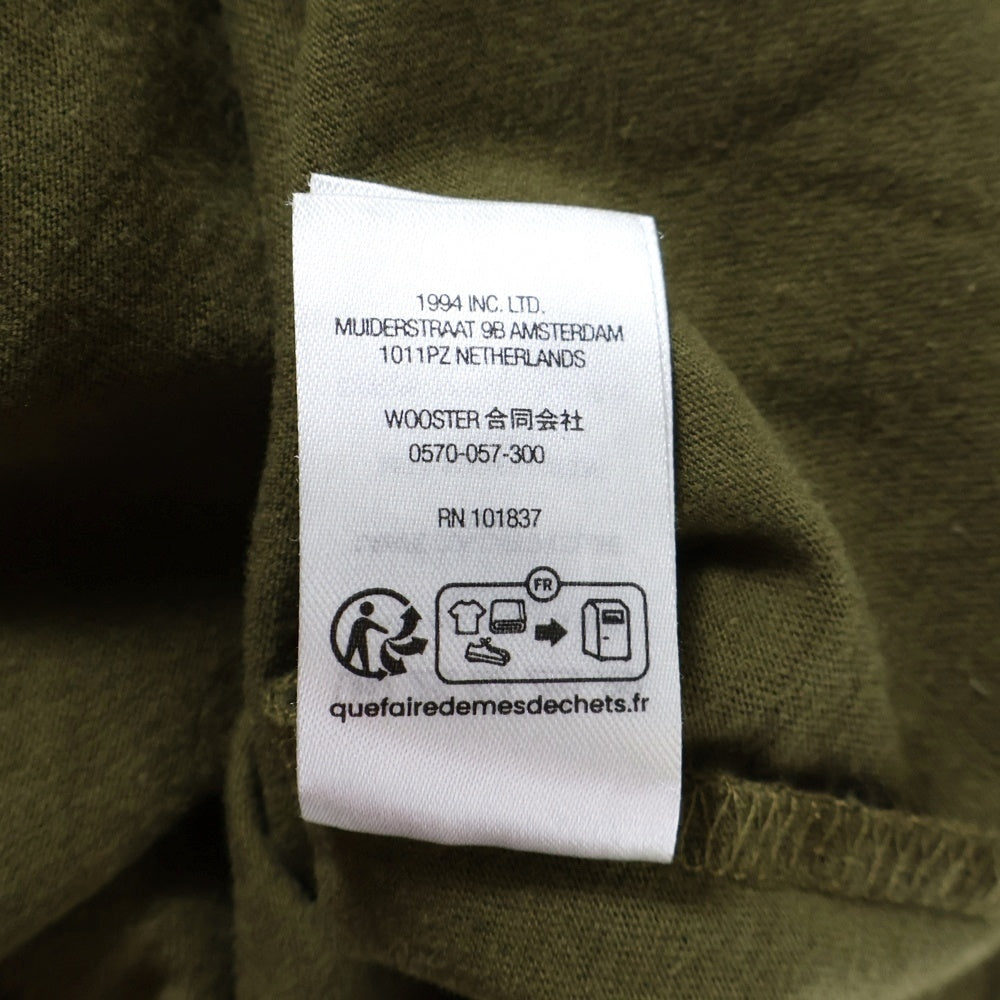 1994 INC. LTD.
MUIDERSTRAAT 9B AMSTERDAM
1011PZ NETHERLANDS
WOOSTER 合同会社
0570-057-300
RN 101837
FR
quefairedemesdechets.fr